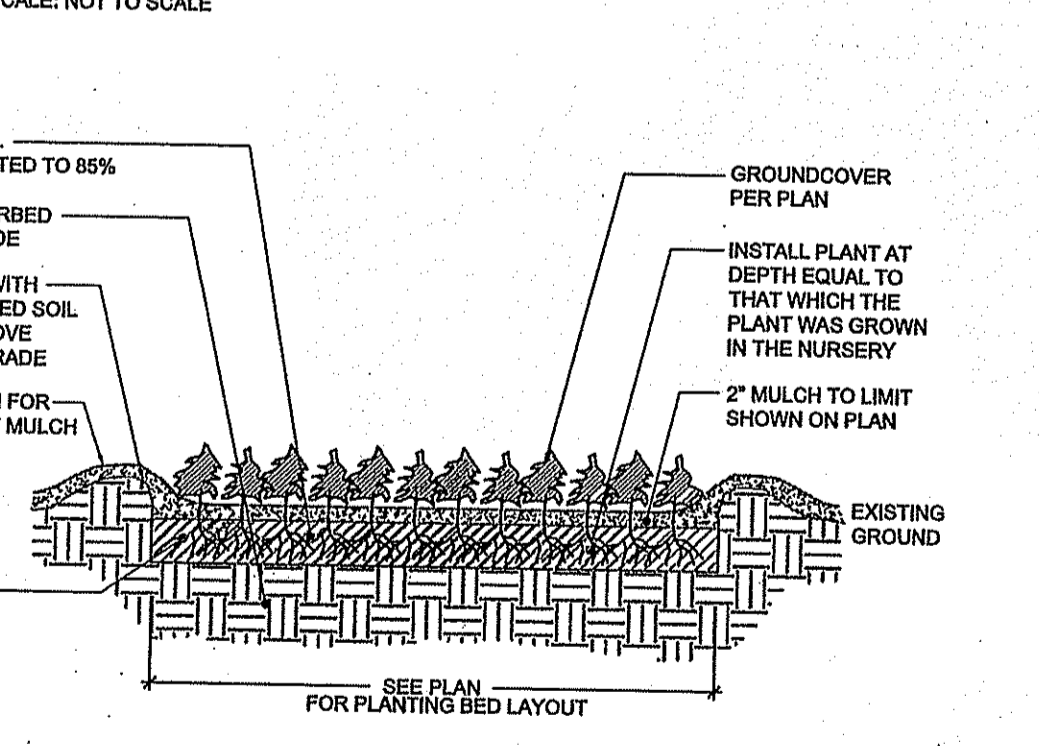 SCALE: NOT TO SCALE
TED TO 85%
RBED
DE
WITH
ED SOIL
OVE
RADE
FOR
MULCH
GROUNDCOVER
PER PLAN
INSTALL PLANT AT
DEPTH EQUAL TO
THAT WHICH THE
PLANT WAS GROWN
IN THE NURSERY
2" MULCH TO LIMIT
SHOWN ON PLAN
EXISTING
GROUND
SEE PLAN
FOR PLANTING BED LAYOUT